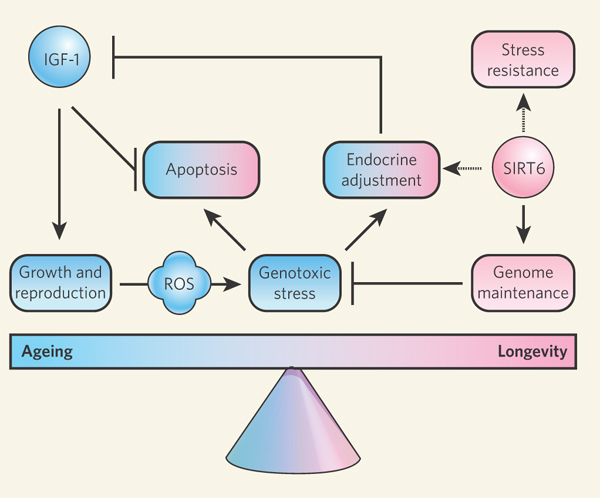 IGF-1
Stress
resistance
Apoptosis
Endocrine
adjustment
SIRT6
Growth and
reproduction
ROS
Genotoxic
stress
Genome
maintenance
Ageing
Longevity